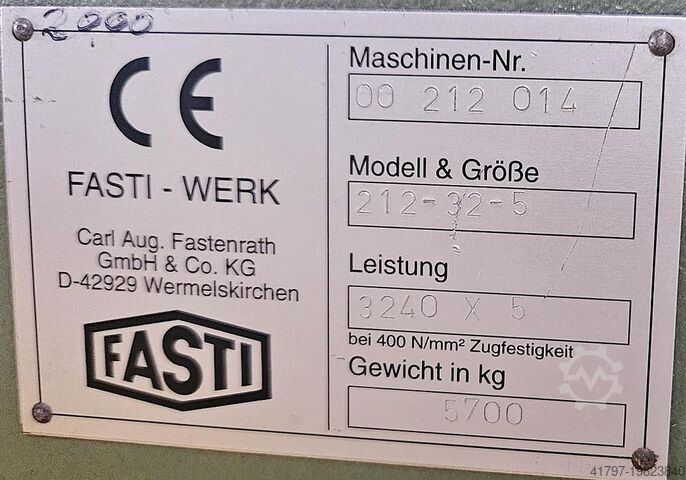 2000
CE
FASTI - WERK
Carl Aug. Fastenrath
GmbH & Co. KG
D-42929 Wermelskirchen
FASTI
Maschinen-Nr.
00 212 014
Modell & Größe
212-32-5
Leistung
3240 X 5
bei 400 N/mm² Zugfestigkeit
Gewicht in kg
5700
41797-19823840